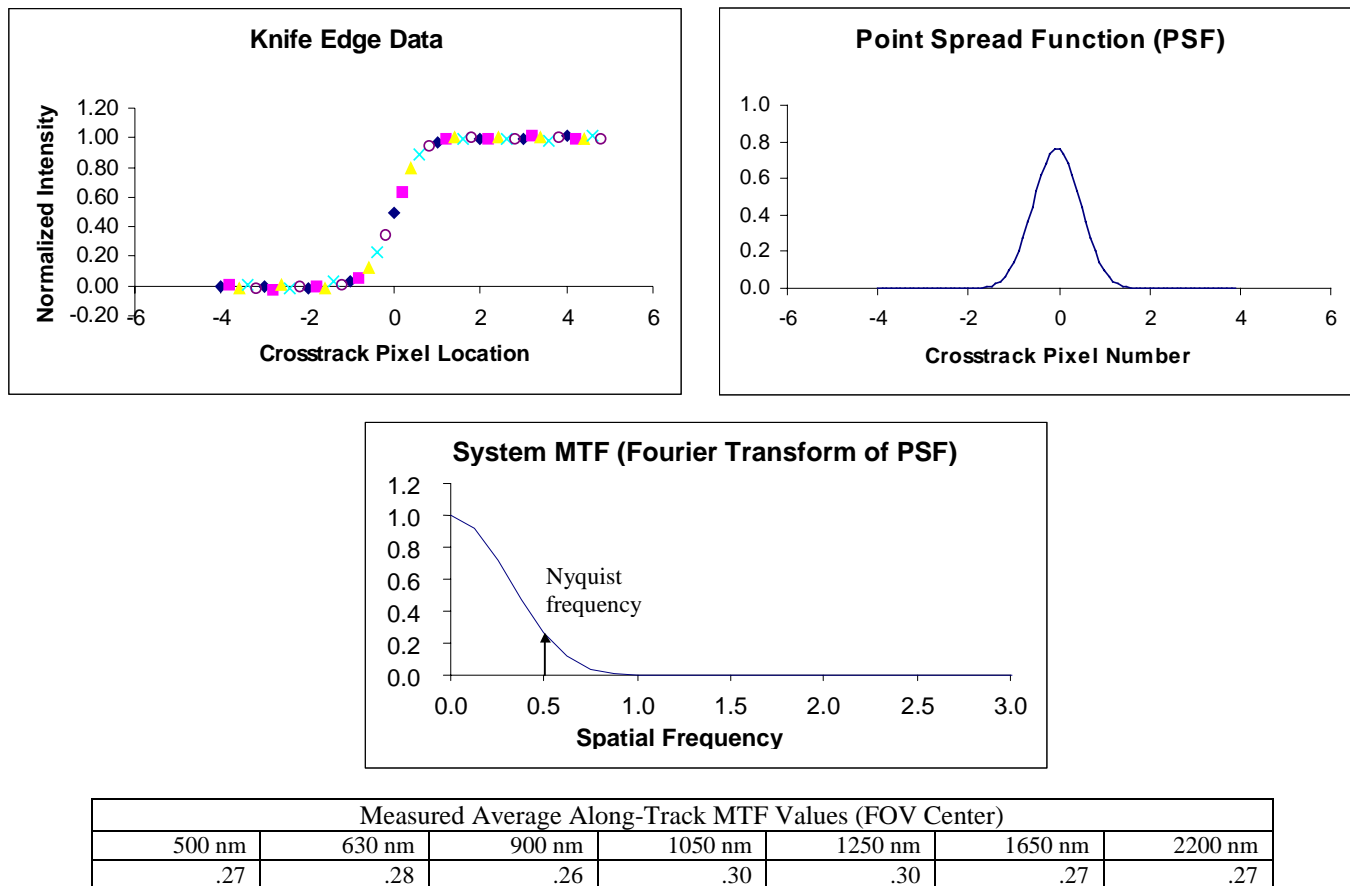 Knife Edge Data
1.20
1.00
0.80
0.60
0.40
0.20
0.00
-0.20
Normalized Intensity
-6 -4 -2 0 2 4 6
Crosstrack Pixel Location
Point Spread Function (PSF)
1.0
0.8
0.6
0.4
0.2
0.0
-6 -4 -2 0 2 4 6
Crosstrack Pixel Number
System MTF (Fourier Transform of PSF)
1.2
1.0
0.8
0.6
0.4
0.2
0.0
Nyquist
frequency
0.0 0.5 1.0 1.5 2.0 2.5 3.0
Spatial Frequency
Measured Average Along-Track MTF Values (FOV Center)
500 nm 630 nm 900 nm 1050 nm 1250 nm 1650 nm 2200 nm
.27 .28 .26 .30 .30 .27 .27